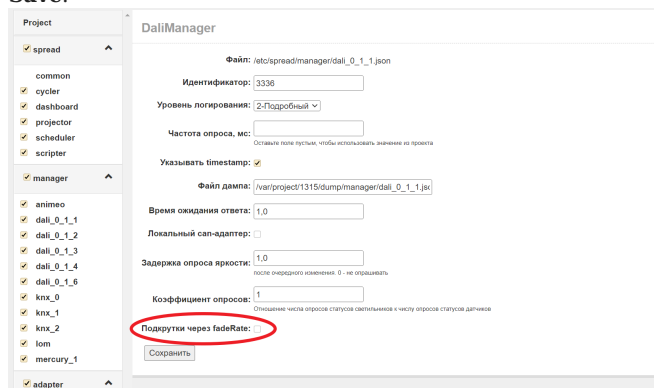 Save.
Project
spread
common
cycler
dashboard
projector
scheduler
scripter
manager
animeo
dali_0_1_1
dali_0_1_2
dali_0_1_3
dali_0_1_4
dali_0_1_6
knx_0
knx_1
knx_2
lom
mercury_1
adapter
DaliManager
Файл: /etc/spread/manager/dali_0_1_1.json
Идентификатор: 3336
Уровень логирования: 2-Подробный
Частота опроса, мс:
Оставьте поле пустым, чтобы использовать значение из проекта
Указывать timestamp:
Файл дампа: /var/project/1315/dump/manager/dali_0_1_1.js
Время ожидания ответа: 1,0
Локальный can-адаптер:
Задержка опроса яркости: 1,0
после очередного изменения. 0 - не опрашивать
Коэффициент опросов: 1
Отношение числа опросов статусов светильников к числу опросов статусов датчиков
Подкрутки через fadeRate:
Сохранить